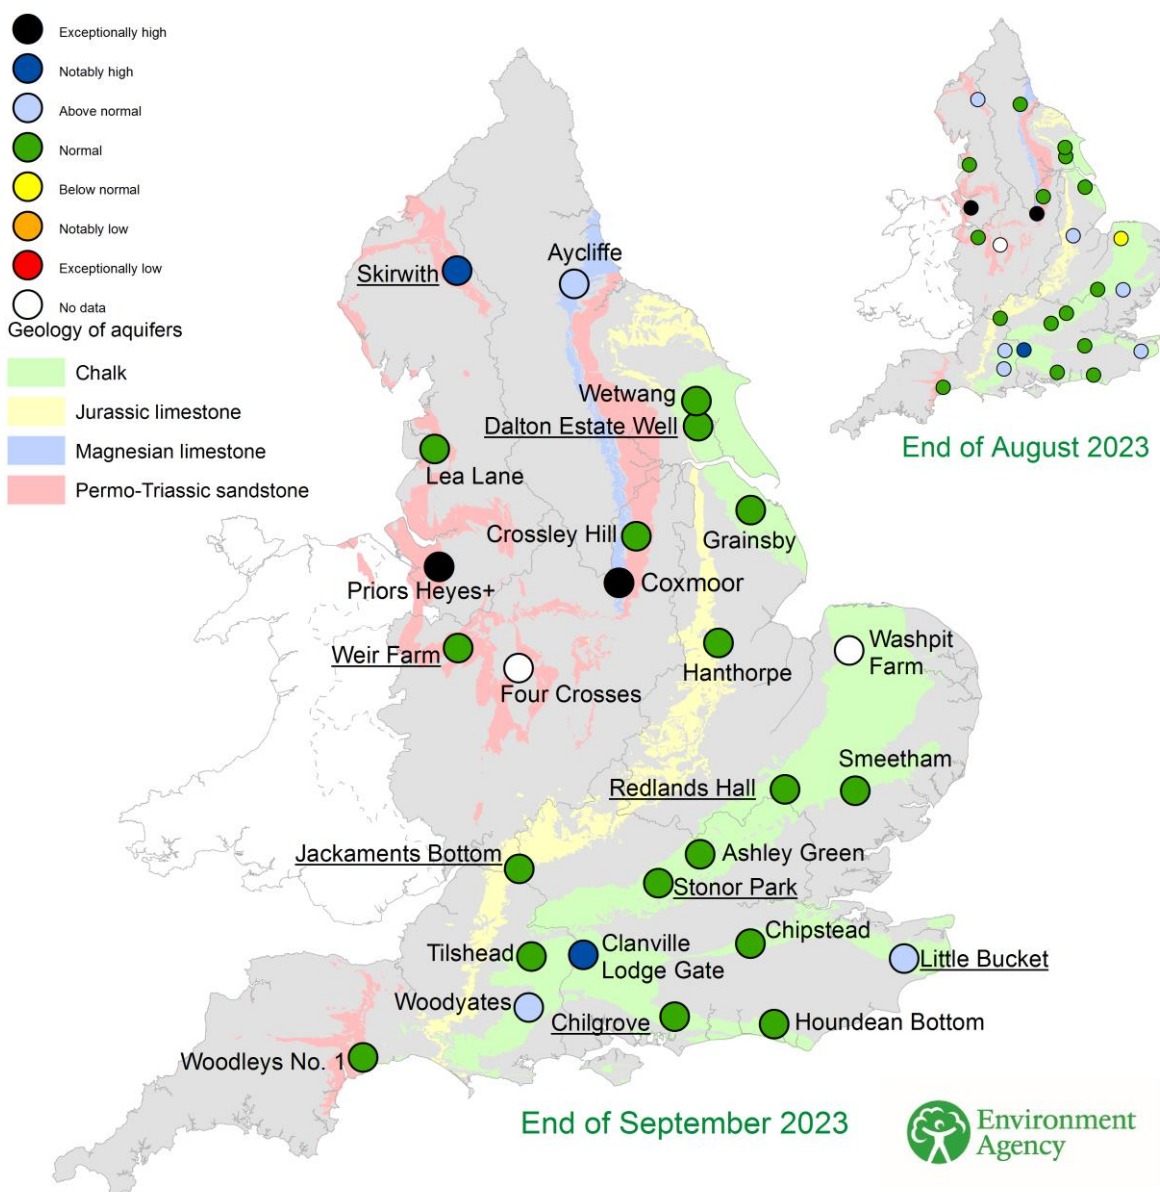 Exceptionally high
Notably high
Above normal
Normal
Below normal
Notably low
Exceptionally low
No data
Geology of aquifers
Chalk
Jurassic limestone
Magnesian limestone
Permo-Triassic sandstone
End of August 2023
Aycliffe
Skirwith
Wetwang
Dalton Estate Well
Lea Lane
Crossley Hill
Grainsby
Priors Heyes+
Coxmoor
Weir Farm
Four Crosses
Hanthorpe
Washpit
Farm
Smeetham
Redlands Hall
Jackaments Bottom
Ashley Green
Stonor Park
Tilshead
Clanville
Lodge Gate
Chipstead
Little Bucket
Woodyates
Chilgrove
Houndean Bottom
Woodleys No. 1
End of September 2023
Environment
Agency